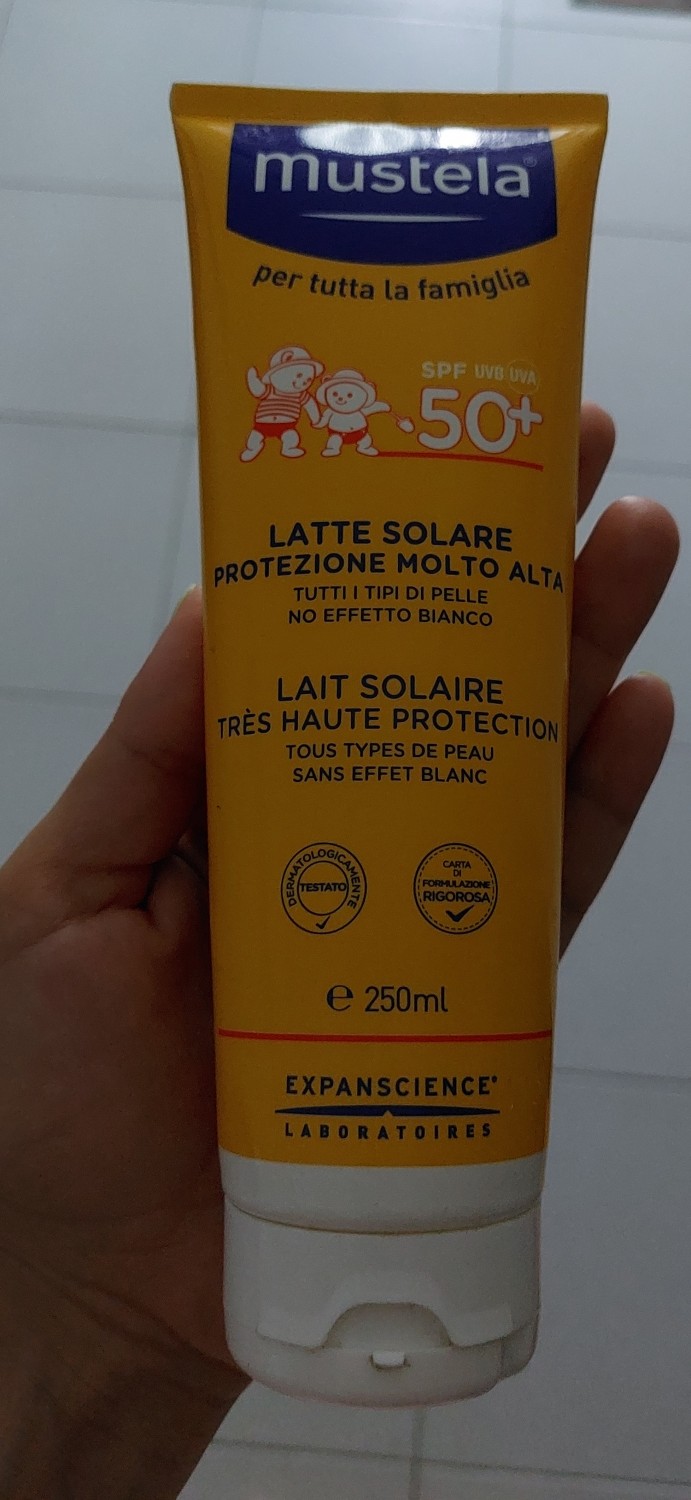 mustela®
per tutta la famiglia
SPF UVB UVA
50+
LATTE SOLARE
PROTEZIONE MOLTO ALTA
TUTTI I TIPI DI PELLE
NO EFFETTO BIANCO
LAIT SOLAIRE
TRÈS HAUTE PROTECTION
TOUS TYPES DE PEAU
SANS EFFET BLANC
DERMATOLOGICAMENTE
TESTATO
CARTA
DI
FORMULAZIONE
RIGOROSA
℮ 250ml
EXPANSCIENCE®
LABORATOIRES